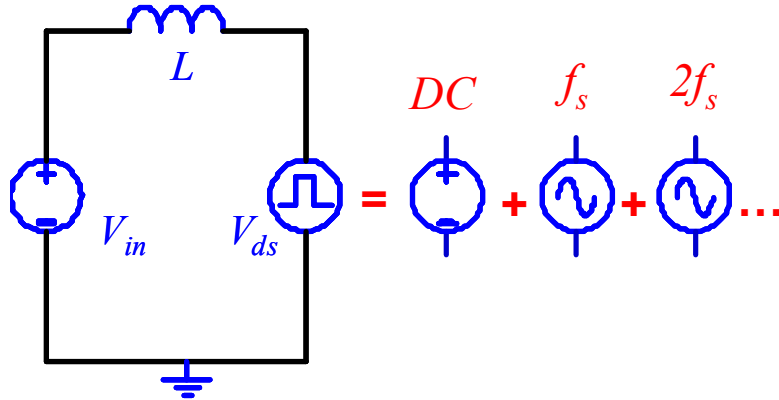 L
DC
f_s
2f_s
V_in
V_ds
=
+
+
...